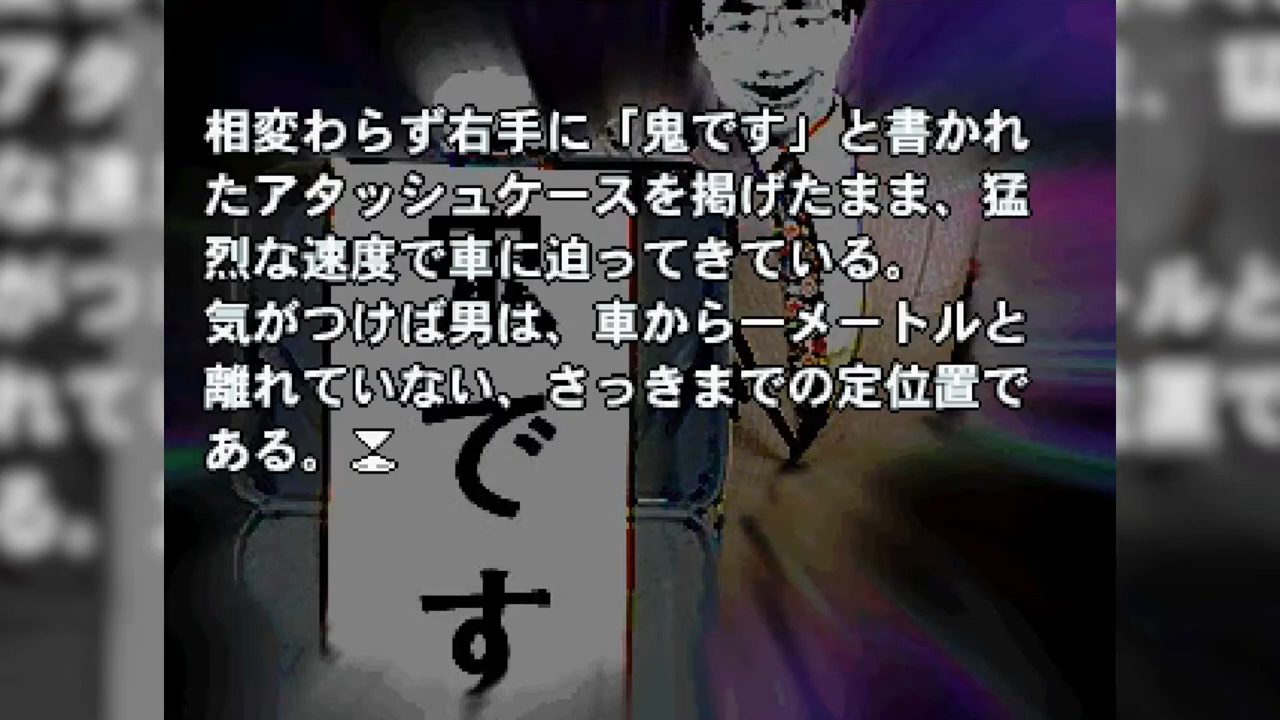 相変わらず右手に「鬼です」と書かれ
たアタッシュケースを掲げたまま、猛
烈な速度で車に迫ってきている。
気がつけば男は、車から一メートルと
離れていない、さっきまでの定位置で
ある。
鬼
で
す